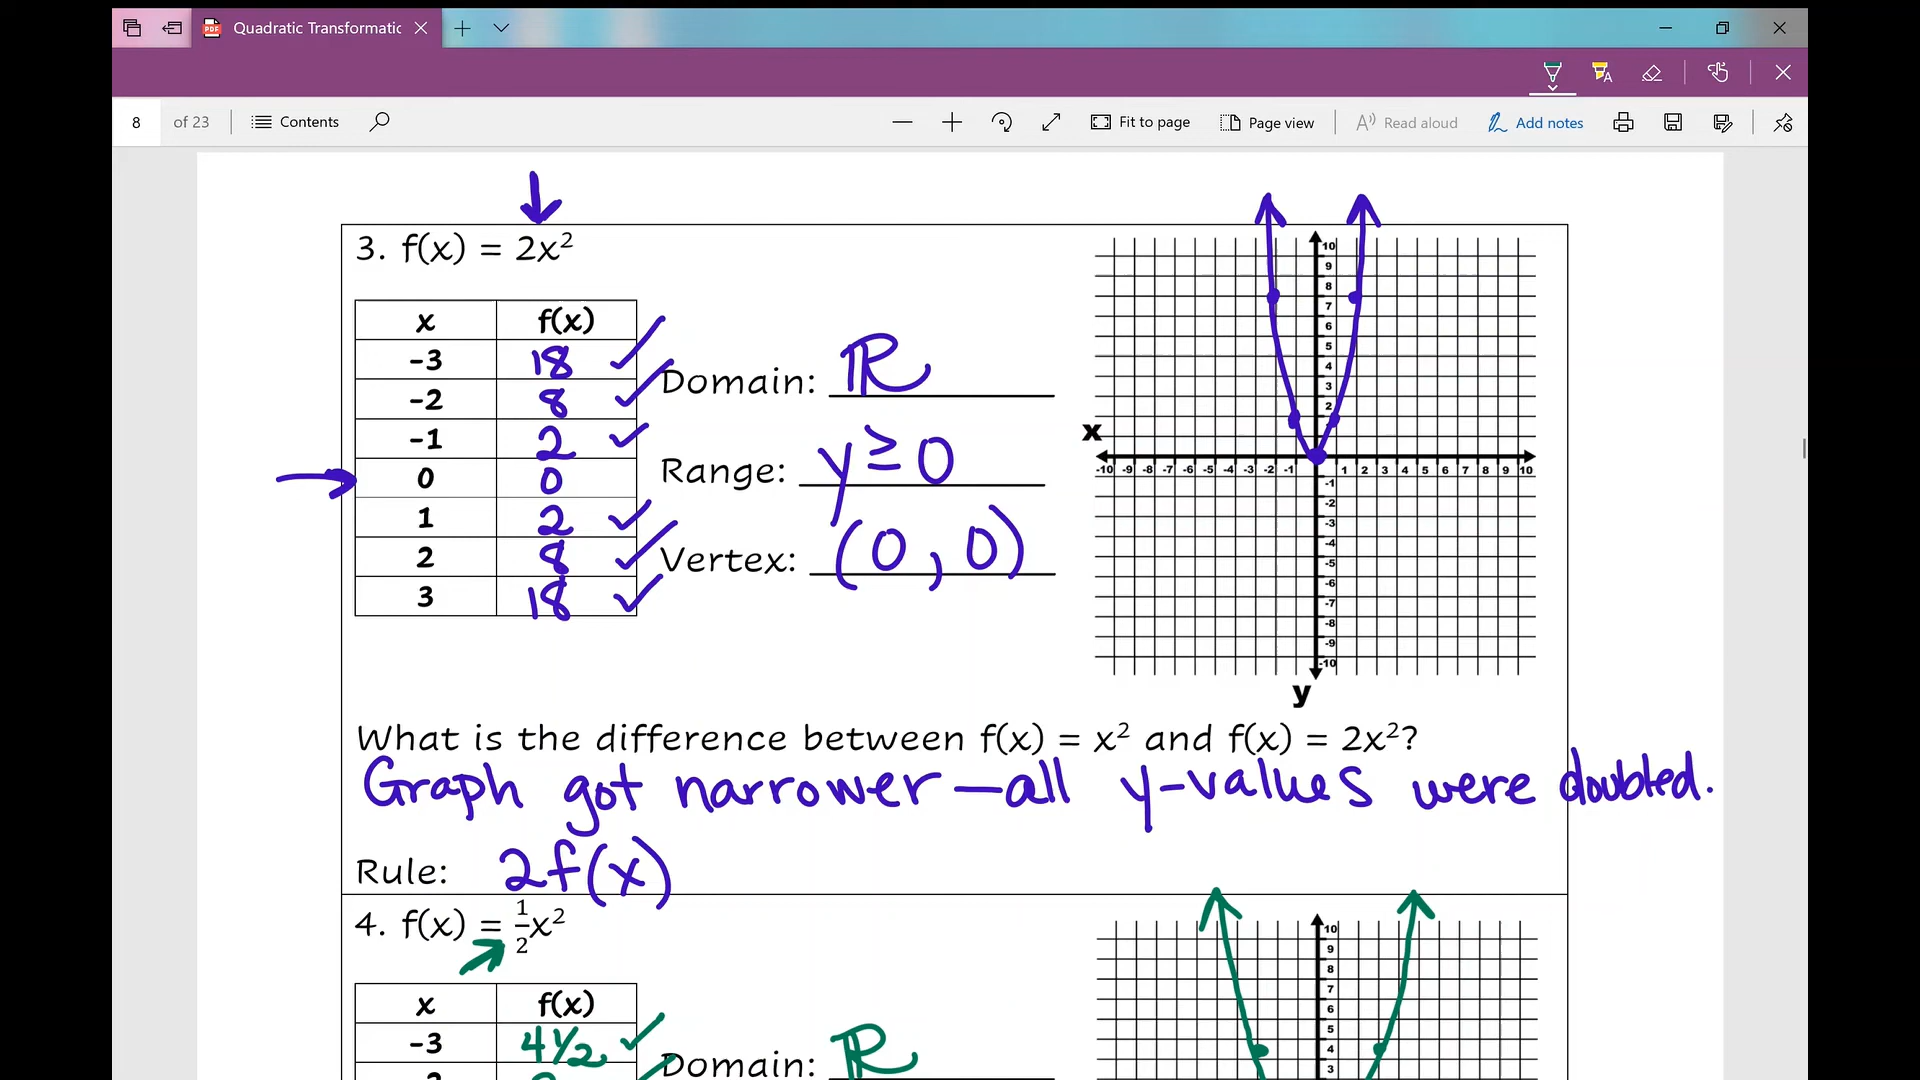 Quadratic Transformatic
8 of 23 Contents Fit to page Page view Read aloud Add notes
3. f(x) = 2x²
x f(x)
-3 18
-2 8
-1 2
0 0
1 2
2 8
3 18
Domain: ℝ
Range: y ≥ 0
Vertex: (0, 0)
10
9
8
7
6
5
4
3
2
x
-10 -9 -8 -7 -6 -5 -4 -3 -2 -1 1 2 3 4 5 6 7 8 9 10
-1
-2
-3
-4
-5
-6
-7
-8
-9
-10
y
What is the difference between f(x) = x² and f(x) = 2x²?
Graph got narrower—all y-values were doubled.
Rule: 2f(x)
4. f(x) = 1/2x²
x f(x)
-3 4 1/2
Domain: ℝ
10
9
8
7
6
5
4
3